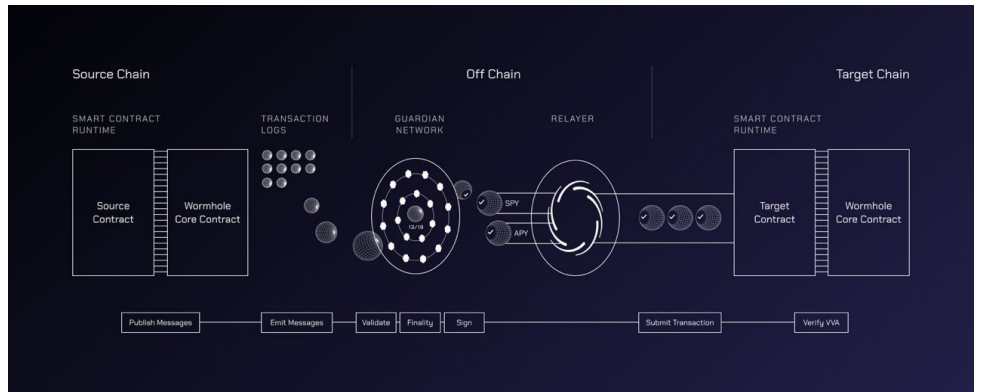 Source Chain
Off Chain
Target Chain
SMART CONTRACT
RUNTIME
TRANSACTION
LOGS
GUARDIAN
NETWORK
RELAYER
SMART CONTRACT
RUNTIME
Source
Contract
Wormhole
Core Contract
13/19
SPY
APY
Target
Contract
Wormhole
Core Contract
Publish Messages
Emit Messages
Validate
Finality
Sign
Submit Transaction
Verify VVA